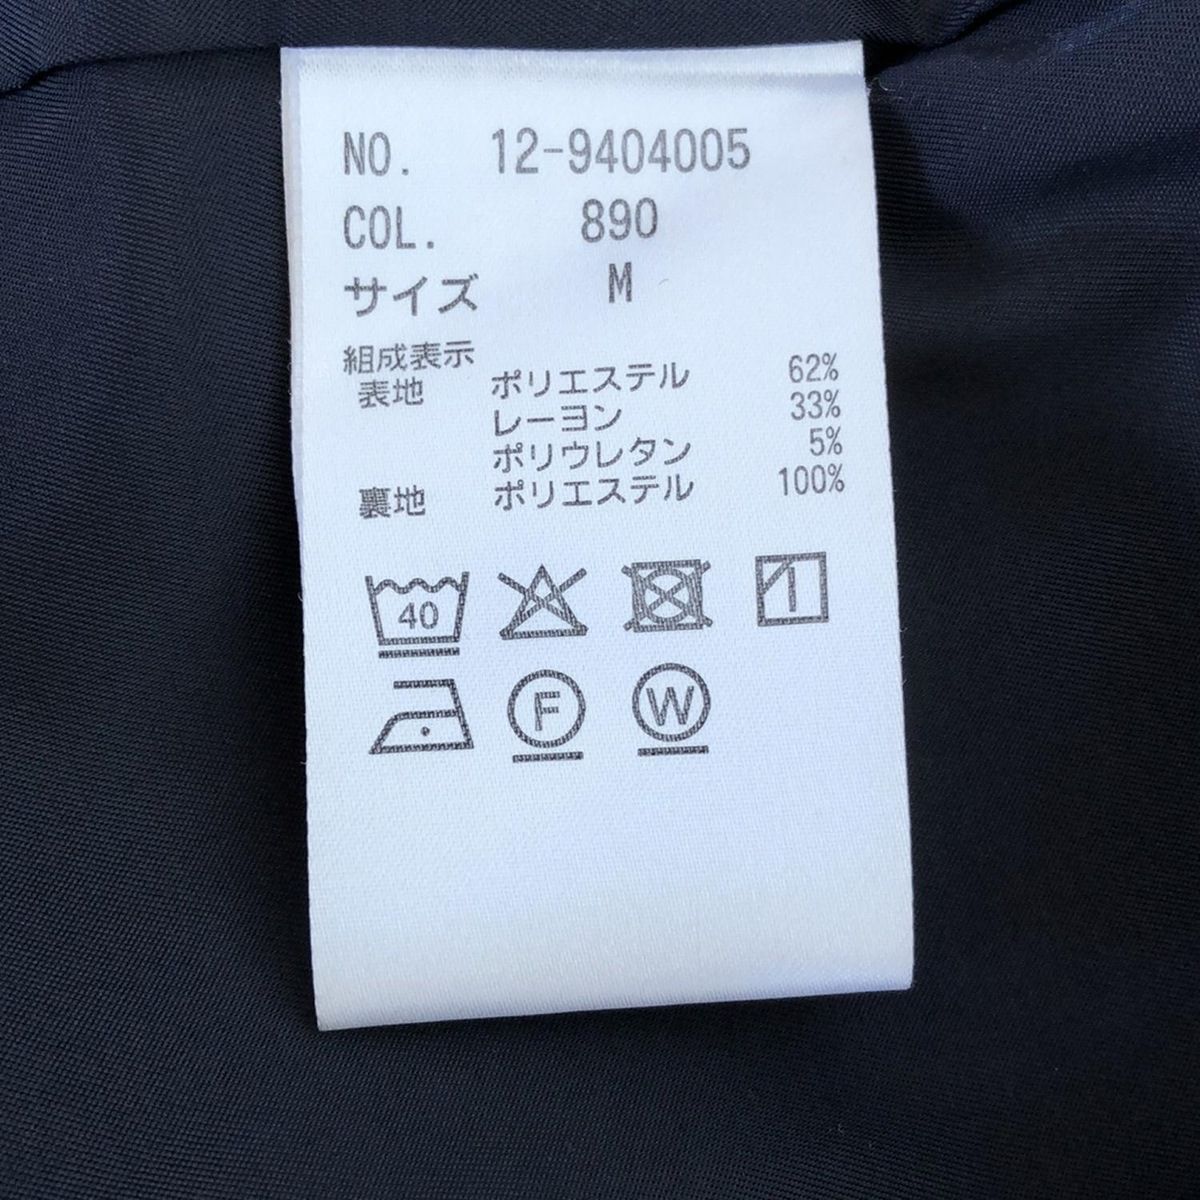 NO. 12-9404005
COL. 890
サイズ M
組成表示
表地 ポリエステル 62%
レーヨン 33%
ポリウレタン 5%
裏地 ポリエステル 100%
40
F W